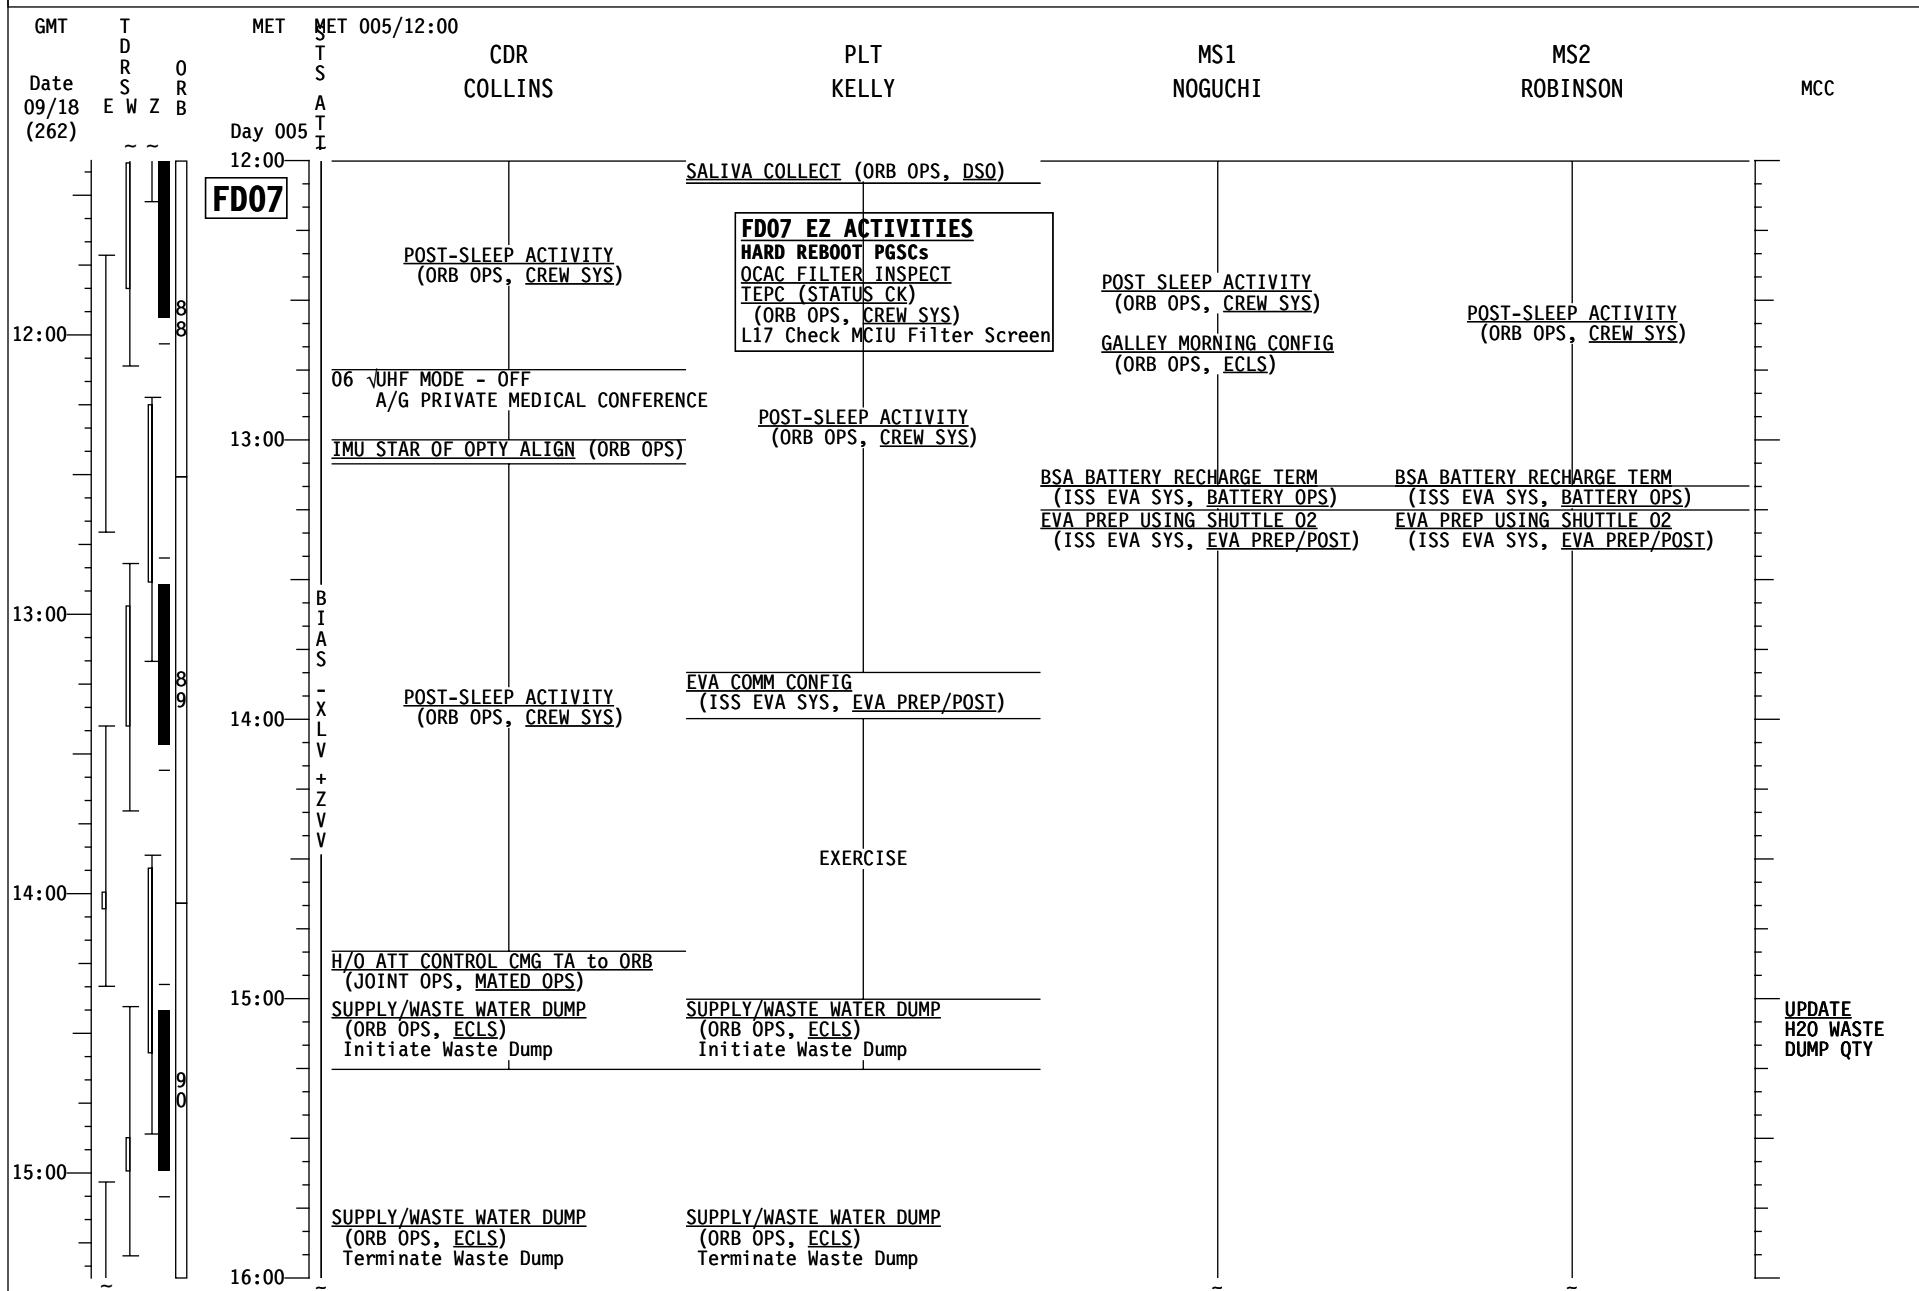 GMT
TDRS
MET
MET 005/12:00
STS ATT
CDR
COLLINS
PLT
KELLY
MS1
NOGUCHI
MS2
ROBINSON
MCC
Date
09/18
(262)
E W Z
ORB
Day 005
~ ~
~
12:00
FD07
SALIVA COLLECT (ORB OPS, DSO)
FD07 EZ ACTIVITIES
HARD REBOOT PGSCs
OCAC FILTER INSPECT
TEPC (STATUS CK)
(ORB OPS, CREW SYS)
L17 Check MCIU Filter Screen
POST-SLEEP ACTIVITY
(ORB OPS, CREW SYS)
POST SLEEP ACTIVITY
(ORB OPS, CREW SYS)
GALLEY MORNING CONFIG
(ORB OPS, ECLS)
POST-SLEEP ACTIVITY
(ORB OPS, CREW SYS)
88
12:00
O6 √UHF MODE - OFF
A/G PRIVATE MEDICAL CONFERENCE
POST-SLEEP ACTIVITY
(ORB OPS, CREW SYS)
13:00
IMU STAR OF OPTY ALIGN (ORB OPS)
BSA BATTERY RECHARGE TERM
(ISS EVA SYS, BATTERY OPS)
EVA PREP USING SHUTTLE O2
(ISS EVA SYS, EVA PREP/POST)
BSA BATTERY RECHARGE TERM
(ISS EVA SYS, BATTERY OPS)
EVA PREP USING SHUTTLE O2
(ISS EVA SYS, EVA PREP/POST)
13:00
BIAS -XLV +ZVV
89
POST-SLEEP ACTIVITY
(ORB OPS, CREW SYS)
EVA COMM CONFIG
(ISS EVA SYS, EVA PREP/POST)
14:00
EXERCISE
14:00
H/O ATT CONTROL CMG TA to ORB
(JOINT OPS, MATED OPS)
15:00
SUPPLY/WASTE WATER DUMP
(ORB OPS, ECLS)
Initiate Waste Dump
SUPPLY/WASTE WATER DUMP
(ORB OPS, ECLS)
Initiate Waste Dump
UPDATE
H2O WASTE
DUMP QTY
90
15:00
SUPPLY/WASTE WATER DUMP
(ORB OPS, ECLS)
Terminate Waste Dump
SUPPLY/WASTE WATER DUMP
(ORB OPS, ECLS)
Terminate Waste Dump
16:00
~ ~ ~ ~